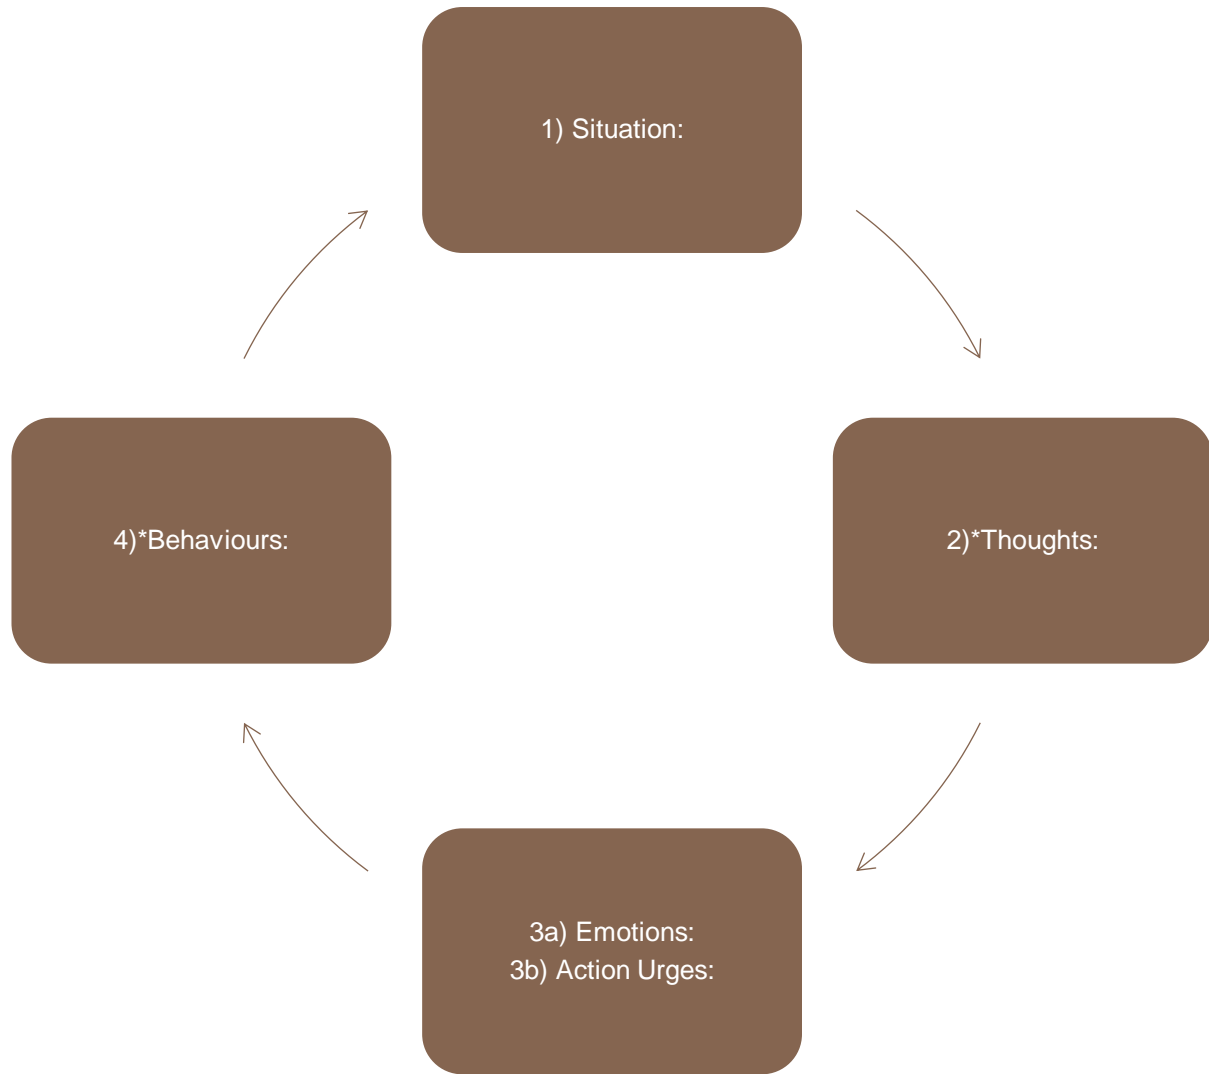 1) Situation:
2)*Thoughts:
3a) Emotions:
3b) Action Urges:
4)*Behaviours: